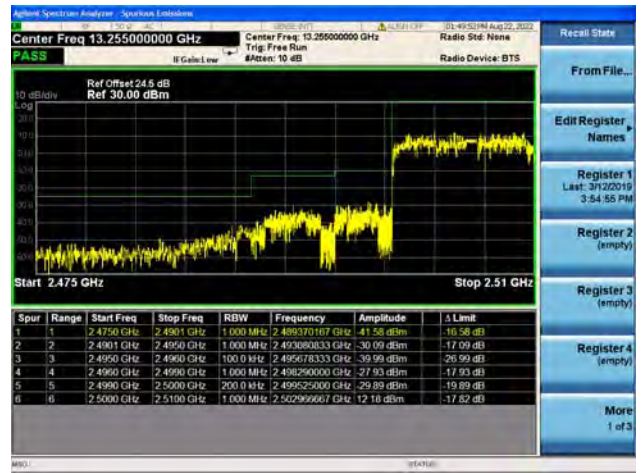 Agilent Spectrum Analyzer - Spurious Emissions
RF 50 Ω AC SENSE:INT ALIGN OFF 01:49:52 PM Aug 22, 2022
Center Freq 13.255000000 GHz
Center Freq: 13.255000000 GHz
Radio Std: None
Trig: Free Run
PASS
IFGain:Low
#Atten: 10 dB
Radio Device: BTS
Ref Offset 24.5 dB
10 dB/div Ref 30.00 dBm
Log
Start 2.475 GHz
Stop 2.51 GHz
Spur Range Start Freq Stop Freq RBW Frequency Amplitude Δ Limit
1 1 2.4750 GHz 2.4901 GHz 1.000 MHz 2.489370167 GHz -41.58 dBm -16.58 dB
2 2 2.4901 GHz 2.4950 GHz 1.000 MHz 2.493080833 GHz -30.09 dBm -17.09 dB
3 3 2.4950 GHz 2.4960 GHz 100.0 kHz 2.495678333 GHz -39.99 dBm -26.99 dB
4 4 2.4960 GHz 2.4990 GHz 1.000 MHz 2.498290000 GHz -27.93 dBm -17.93 dB
5 5 2.4990 GHz 2.5000 GHz 200.0 kHz 2.499525000 GHz -29.89 dBm -19.89 dB
6 6 2.5000 GHz 2.5100 GHz 1.000 MHz 2.502966667 GHz 12.18 dBm -17.82 dB
MSG
STATUS
Recall State
From File...
Edit Register
Names
Register 1
Last: 3/12/2019
3:54:55 PM
Register 2
(empty)
Register 3
(empty)
Register 4
(empty)
More
1 of 3